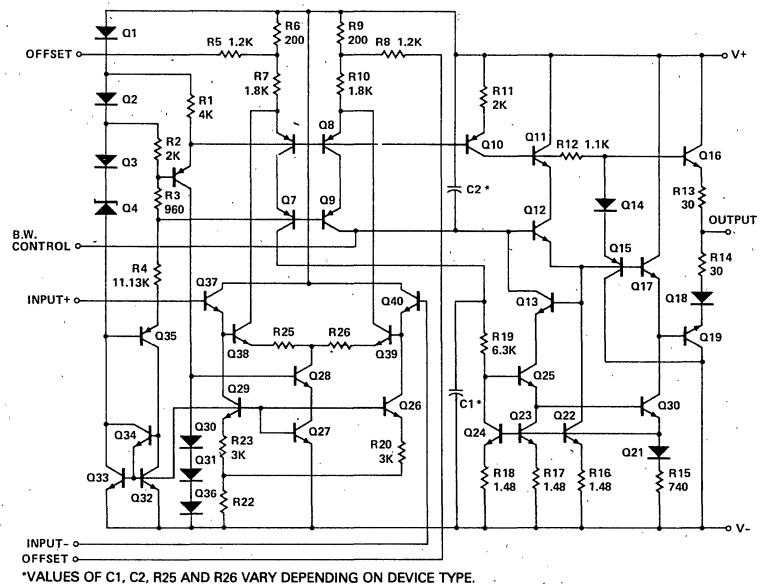 Q1
R6
200
R9
200
R5 1.2K
R8 1.2K
OFFSET
V+
R7
1.8K
R10
1.8K
Q2
R1
4K
R11
2K
Q8
Q11
R12 1.1K
Q10
Q16
R2
2K
Q3
R13
30
C2 *
Q14
R3
960
Q4
Q7
Q9
Q12
OUTPUT
B.W.
CONTROL
Q15
Q17
R14
30
R4
11.13K
Q18
Q37
Q40
Q13
INPUT+
Q19
R25
R26
R19
6.3K
Q35
Q38
Q39
Q25
Q28
Q29
C1 *
Q30
Q26
Q23
Q22
Q30
Q34
R23
3K
Q27
R20
3K
Q24
Q21
Q31
Q33
Q32
Q36
R22
R18
1.48
R17
1.48
R16
1.48
R15
740
V-
INPUT-
OFFSET
*VALUES OF C1, C2, R25 AND R26 VARY DEPENDING ON DEVICE TYPE.